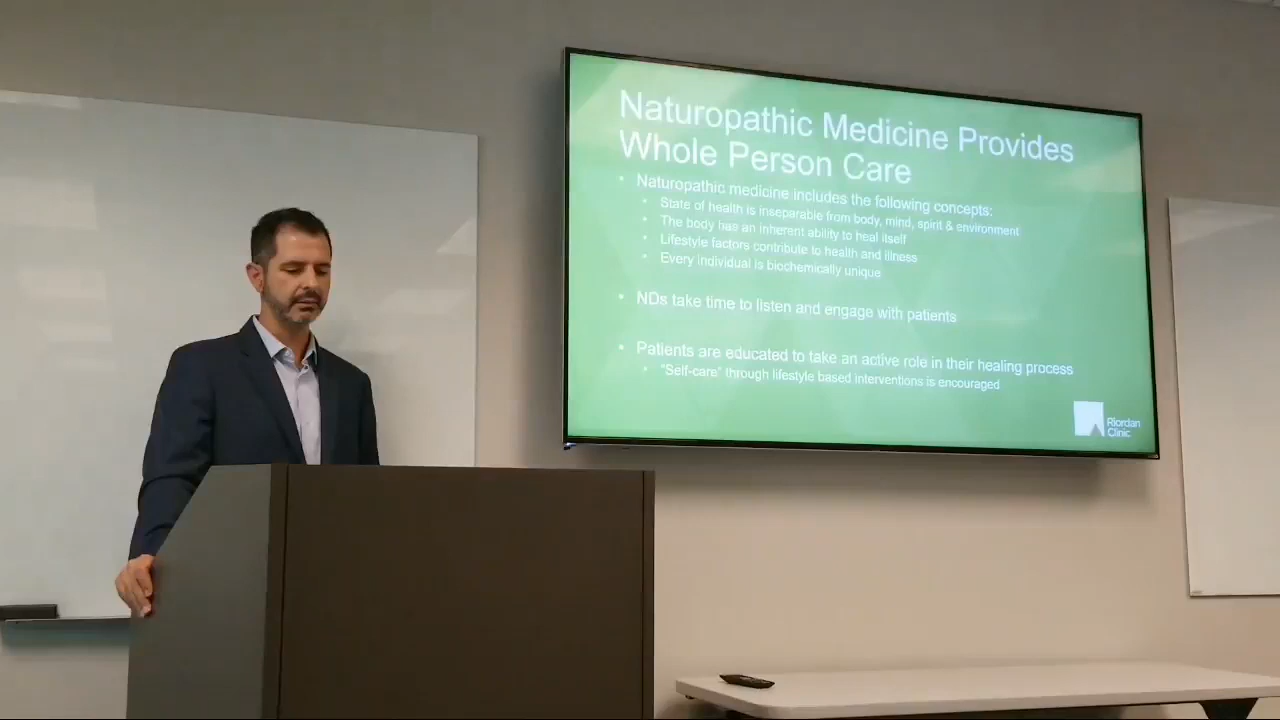 Naturopathic Medicine Provides
Whole Person Care
• Naturopathic medicine includes the following concepts:
• State of health is inseparable from body, mind, spirit & environment
• The body has an inherent ability to heal itself
• Lifestyle factors contribute to health and illness
• Every individual is biochemically unique
• NDs take time to listen and engage with patients
• Patients are educated to take an active role in their healing process
• "Self-care" through lifestyle based interventions is encouraged
Riordan
Clinic